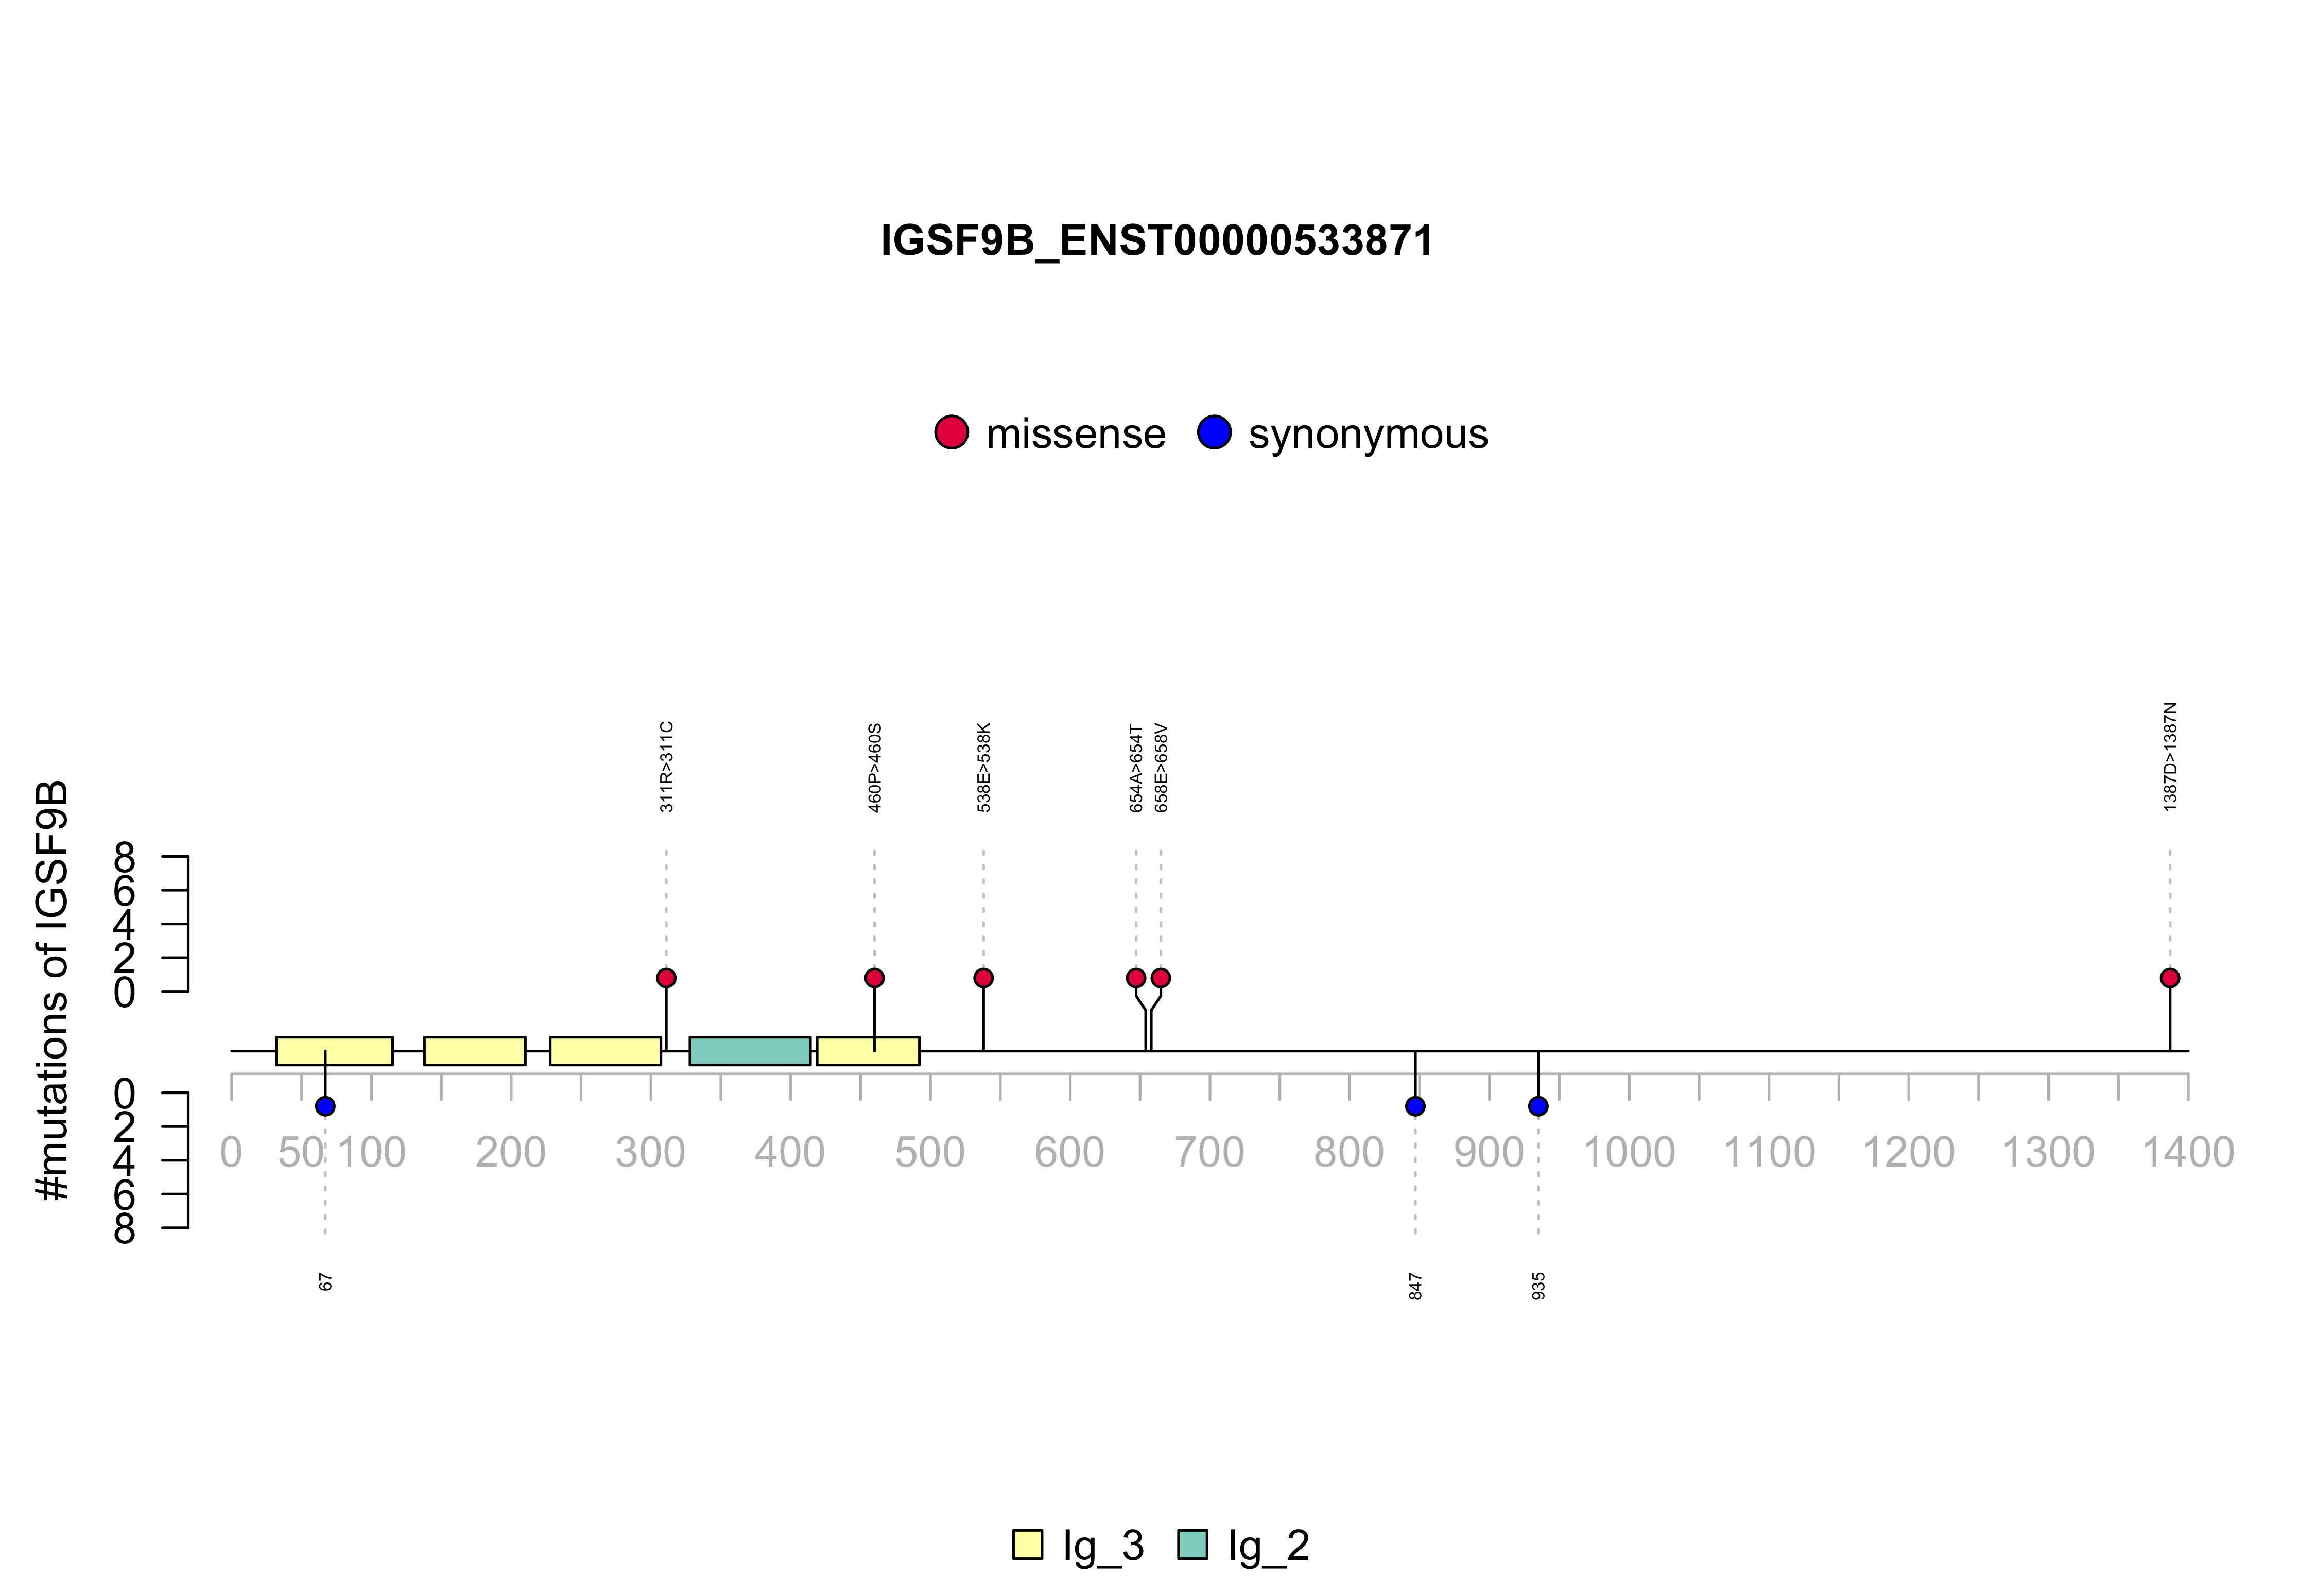 IGSF9B_ENST00000533871
missense synonymous
311R>311C
460P>460S
538E>538K
654A>654T
658E>658V
1387D>1387N
#mutations of IGSF9B
8
6
4
2
0
0
2
4
6
8
0 50 100 200 300 400 500 600 700 800 900 1000 1100 1200 1300 1400
67
847
935
Ig_3 Ig_2